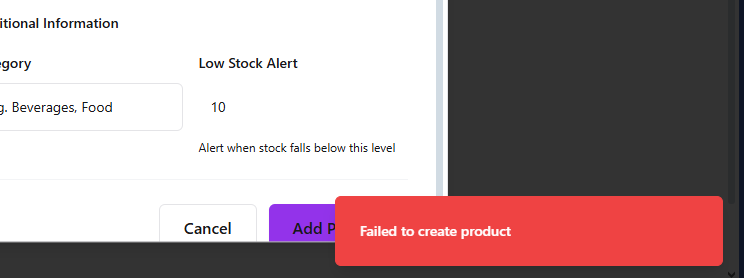 itional Information
egory
Low Stock Alert
g. Beverages, Food
10
Alert when stock falls below this level
Cancel
Add P
Failed to create product